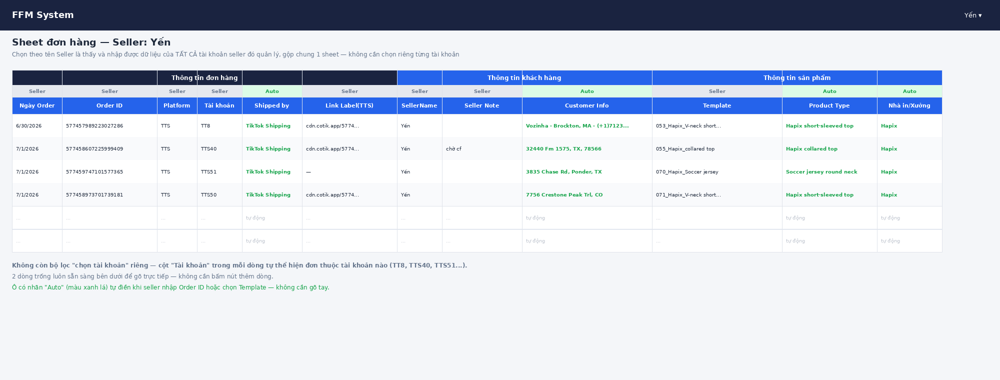 FFM System
Yến ▾
Sheet đơn hàng — Seller: Yến
Chọn theo tên Seller là thấy và nhập được dữ liệu của TẤT CẢ tài khoản seller đó quản lý, gộp chung 1 sheet — không cần chọn riêng từng tài khoản
Thông tin đơn hàng Thông tin khách hàng Thông tin sản phẩm
Seller Seller Seller Seller Auto Seller Seller Seller Auto Seller Auto Auto
Ngày Order Order ID Platform Tài khoản Shipped by Link Label(TTS) SellerName Seller Note Customer Info Template Product Type Nhà in/Xưởng
6/30/2026 577457989223027286 TTS TT8 TikTok Shipping cdn.cotik.app/5774... Yến Vozinha · Brockton, MA · (+1)7123... 053_Hapix_V-neck short... Hapix short-sleeved top Hapix
7/1/2026 577458607225999409 TTS TTS40 TikTok Shipping cdn.cotik.app/5774... Yến chờ cf 32440 Fm 1575, TX, 78566 055_Hapix_collared top Hapix collared top Hapix
7/1/2026 577459747101577365 TTS TTS51 TikTok Shipping — Yến 3835 Chase Rd, Ponder, TX 070_Hapix_Soccer jersey Soccer jersey round neck Hapix
7/1/2026 577458973701739181 TTS TTS50 TikTok Shipping cdn.cotik.app/5774... Yến 7756 Crestone Peak Trl, CO 071_Hapix_V-neck short... Hapix short-sleeved top Hapix
... ... ... ... tự động ... ... ... tự động ... tự động tự động
... ... ... ... tự động ... ... ... tự động ... tự động tự động
Không còn bộ lọc "chọn tài khoản" riêng — cột "Tài khoản" trong mỗi dòng tự thể hiện đơn thuộc tài khoản nào (TT8, TTS40, TTS51...).
2 dòng trống luôn sẵn sàng bên dưới để gõ trực tiếp — không cần bấm nút thêm dòng.
Ô có nhãn "Auto" (màu xanh lá) tự điền khi seller nhập Order ID hoặc chọn Template — không cần gõ tay.